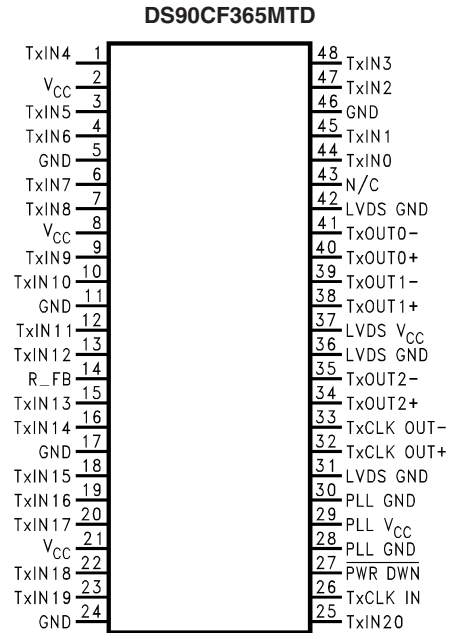 DS90CF365MTD
TxIN4 1 48 TxIN3
VCC 2 47 TxIN2
TxIN5 3 46 GND
TxIN6 4 45 TxIN1
GND 5 44 TxIN0
TxIN7 6 43 N/C
TxIN8 7 42 LVDS GND
VCC 8 41 TxOUT0-
TxIN9 9 40 TxOUT0+
TxIN10 10 39 TxOUT1-
GND 11 38 TxOUT1+
TxIN11 12 37 LVDS VCC
TxIN12 13 36 LVDS GND
R_FB 14 35 TxOUT2-
TxIN13 15 34 TxOUT2+
TxIN14 16 33 TxCLK OUT-
GND 17 32 TxCLK OUT+
TxIN15 18 31 LVDS GND
TxIN16 19 30 PLL GND
TxIN17 20 29 PLL VCC
VCC 21 28 PLL GND
TxIN18 22 27 PWR DWN
TxIN19 23 26 TxCLK IN
GND 24 25 TxIN20